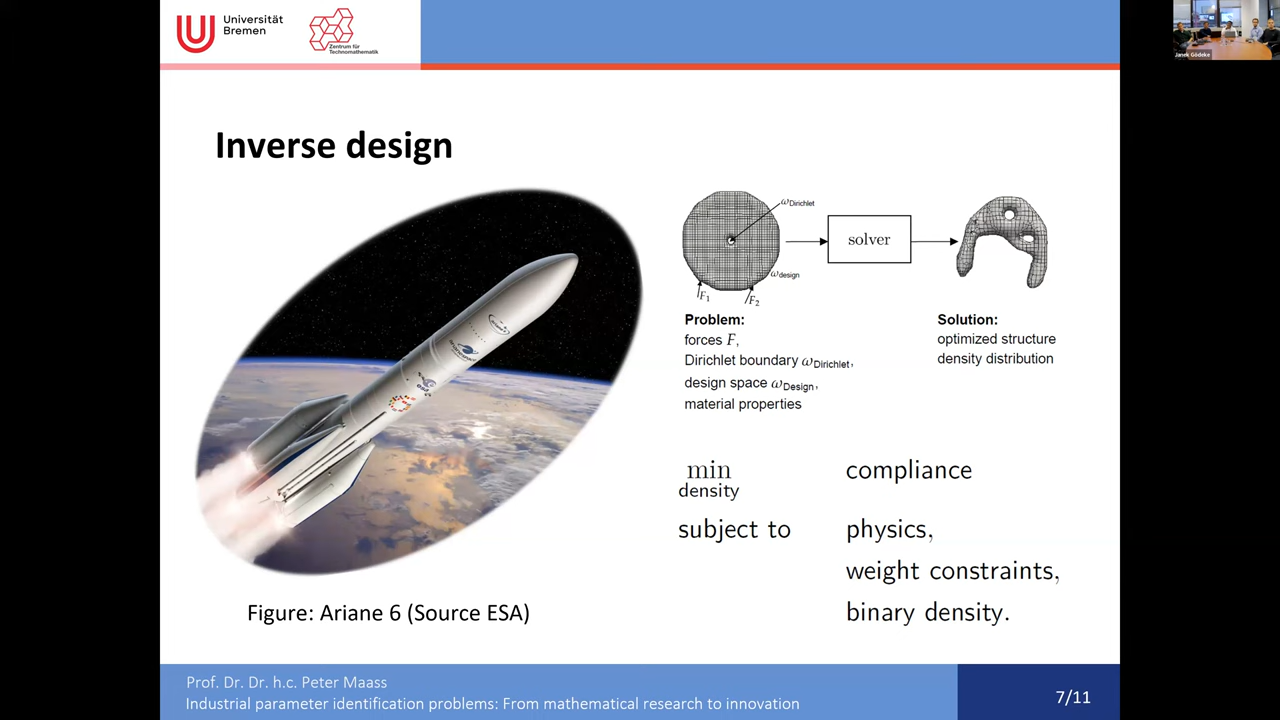 Universität
Bremen
Zentrum für
Technomathematik
Janek Gödeke
Inverse design
ωDirichlet
solver
ωdesign
F1
F2
Problem:
forces F,
Dirichlet boundary ωDirichlet,
design space ωDesign,
material properties
Solution:
optimized structure
density distribution
esa
min
density
compliance
subject to
physics,
weight constraints,
binary density.
Figure: Ariane 6 (Source ESA)
Prof. Dr. Dr. h.c. Peter Maass
Industrial parameter identification problems: From mathematical research to innovation
7/11